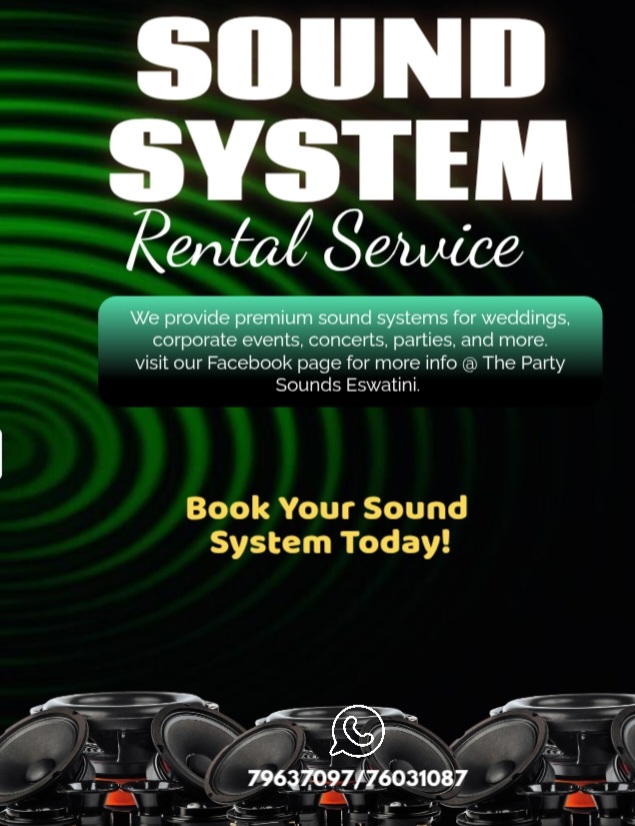 SOUND
SYSTEM
Rental Service
We provide premium sound systems for weddings,
corporate events, concerts, parties, and more.
visit our Facebook page for more info @ The Party
Sounds Eswatini.
Book Your Sound
System Today!
79637097/76031087